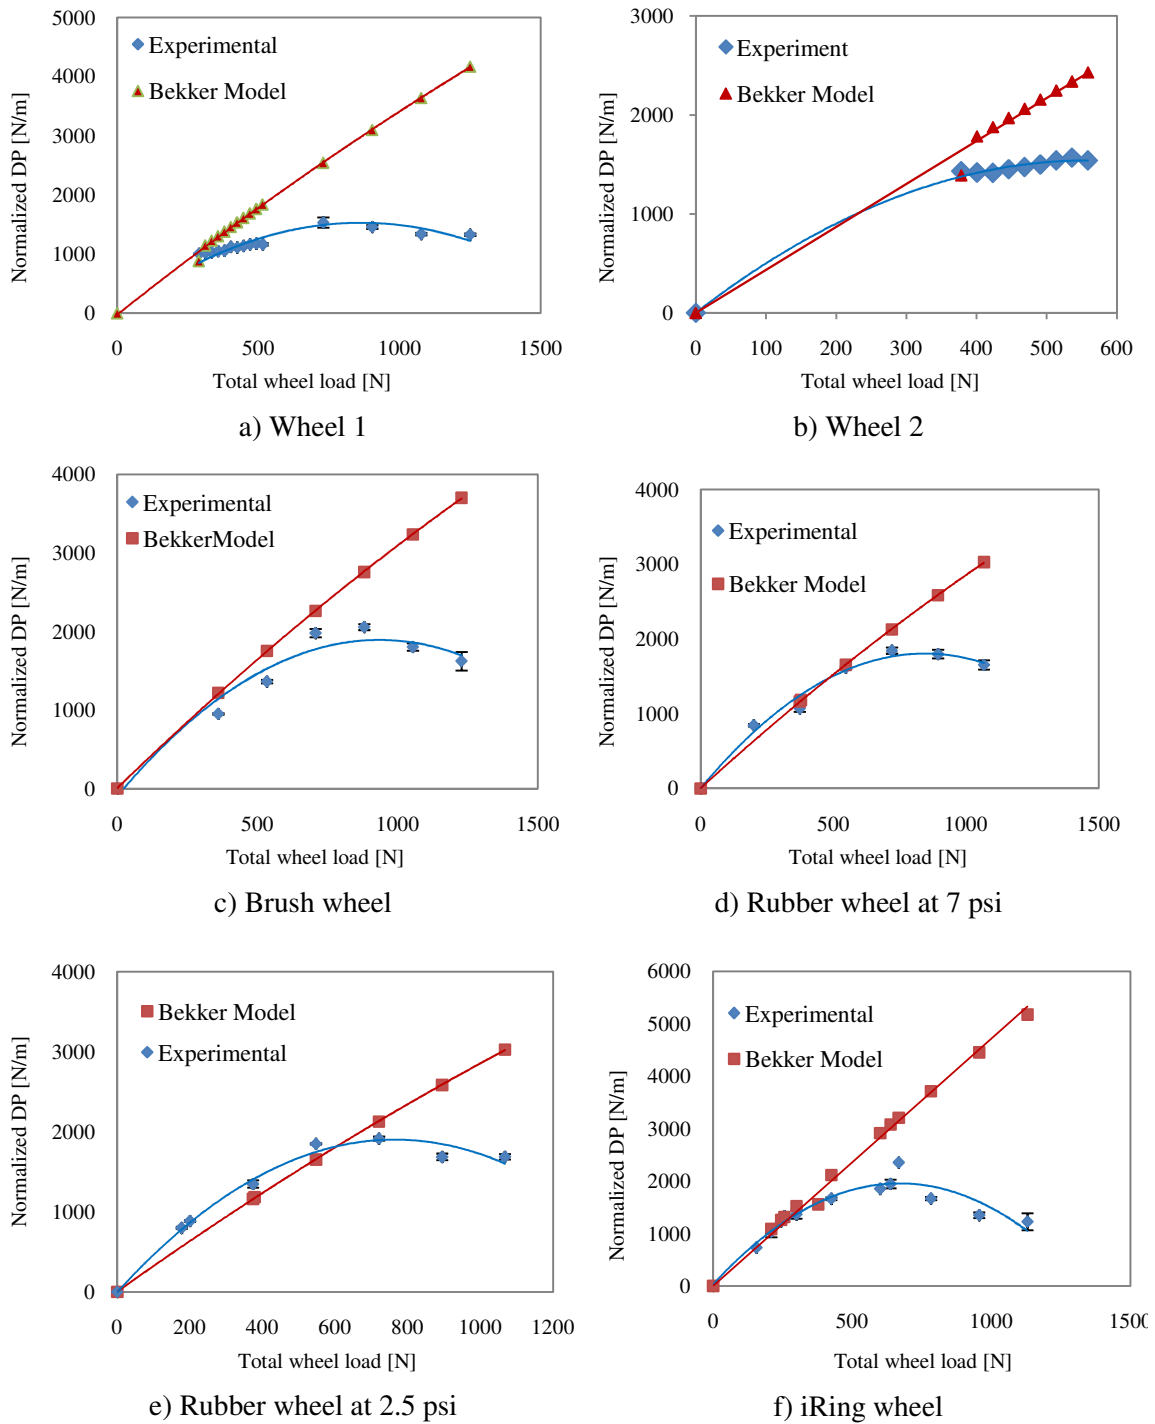 Normalized DP [N/m]
5000
4000
3000
2000
1000
0
Experimental
Bekker Model
0 500 1000 1500
Total wheel load [N]
a) Wheel 1
Normalized DP [N/m]
3000
2000
1000
0
Experiment
Bekker Model
0 100 200 300 400 500 600
Total wheel load [N]
b) Wheel 2
Normalized DP [N/m]
4000
3000
2000
1000
0
Experimental
BekkerModel
0 500 1000 1500
Total wheel load [N]
c) Brush wheel
Normalized DP [N/m]
4000
3000
2000
1000
0
Experimental
Bekker Model
0 500 1000 1500
Total wheel load [N]
d) Rubber wheel at 7 psi
Normalized DP [N/m]
4000
3000
2000
1000
0
Bekker Model
Experimental
0 200 400 600 800 1000 1200
Total wheel load [N]
e) Rubber wheel at 2.5 psi
Normalized DP [N/m]
6000
5000
4000
3000
2000
1000
0
Experimental
Bekker Model
0 500 1000 1500
Total wheel load [N]
f) iRing wheel